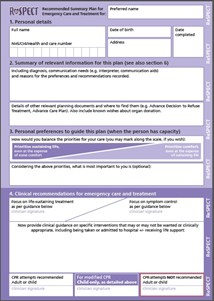 ReSPECT
Recommended Summary Plan for
Emergency Care and Treatment for:
Preferred name
1. Personal details
Full name
Date of birth
Date
completed
NHS/CHI/Health and care number
Address
2. Summary of relevant information for this plan (see also section 6)
Including diagnosis, communication needs (e.g. interpreter, communication aids)
and reasons for the preferences and recommendations recorded.
Details of other relevant planning documents and where to find them (e.g. Advance Decision to Refuse
Treatment, Advance Care Plan). Also include known wishes about organ donation.
3. Personal preferences to guide this plan (when the person has capacity)
How would you balance the priorities for your care (you may mark along the scale, if you wish):
Prioritise sustaining life,
even at the expense
of some comfort
Prioritise comfort,
even at the expense
of sustaining life
Considering the above priorities, what is most important to you is (optional):
4. Clinical recommendations for emergency care and treatment
Focus on life-sustaining treatment
as per guidance below
clinician signature
Focus on symptom control
as per guidance below
clinician signature
Now provide clinical guidance on specific interventions that may or may not be wanted or clinically
appropriate, including being taken or admitted to hospital +/- receiving life support:
CPR attempts recommended
Adult or child
clinician signature
For modified CPR
Child only, as detailed above
clinician signature
CPR attempts NOT recommended
Adult or child
clinician signature
ReSPECT
ReSPECT
ReSPECT
ReSPECT
ReSPECT
ReSPECT